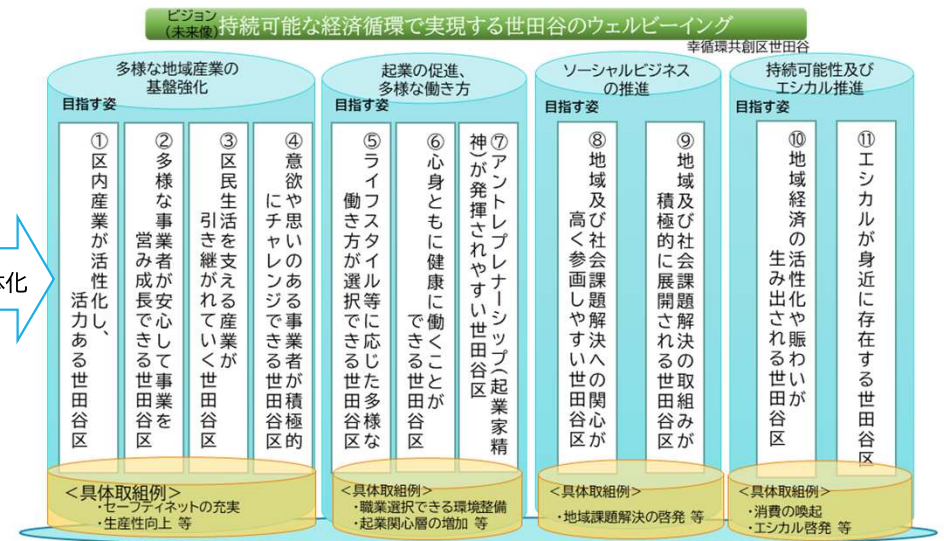 ビジョン
(未来像)
持続可能な経済循環で実現する世田谷のウェルビーイング
幸循環共創区世田谷
体化
多様な地域産業の
基盤強化
目指す姿
①区内産業が活性化し、
活力ある世田谷区
②多様な事業者が安心して事業を
営み成長できる世田谷区
③区民生活を支える産業が
引き継がれていく世田谷区
④意欲や思いのある事業者が積極的
にチャレンジできる世田谷区
<具体取組例>
・セーフティネットの充実
・生産性向上 等
起業の促進、
多様な働き方
目指す姿
⑤ライフスタイル等に応じた多様な
働き方が選択できる世田谷区
⑥心身ともに健康に働くことが
できる世田谷区
⑦アントレプレナーシップ(起業家精
神)が発揮されやすい世田谷区
<具体取組例>
・職業選択できる環境整備
・起業関心層の増加 等
ソーシャルビジネス
の推進
目指す姿
⑧地域及び社会課題解決への関心が
高く参画しやすい世田谷区
⑨地域及び社会課題解決の取組みが
積極的に展開される世田谷区
<具体取組例>
・地域課題解決の啓発 等
持続可能性及び
エシカル推進
目指す姿
⑩地域経済の活性化や賑わいが
生み出される世田谷区
⑪エシカルが身近に存在する世田谷区
<具体取組例>
・消費の喚起
・エシカル啓発 等